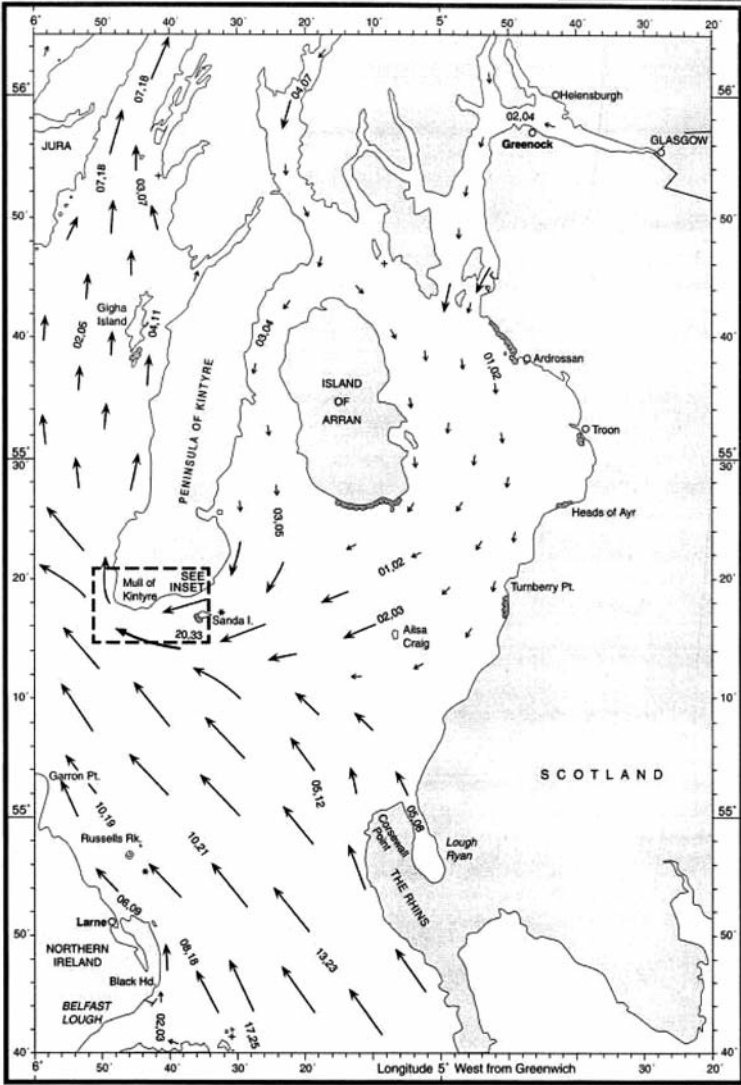 6° 50´ 40´ 30´ 20´ 10´ 5° 50´ 40´ 30´ 20´
56°
50´
40´
55°
30´
20´
10´
55°
50´
40´
56°
50´
40´
55°
30´
20´
10´
55°
50´
40´
07,18
04,07
Helensburgh
02,04
Greenock
GLASGOW
JURA
07,18
03,07
Gigha
Island
02,05
04,11
PENINSULA OF KINTYRE
03,04
ISLAND
OF
ARRAN
01,02
Ardrossan
Troon
03,05
Heads of Ayr
Mull of
Kintyre
SEE
INSET
01,02
Turnberry Pt.
Sanda I.
20,33
02,03
Ailsa
Craig
SCOTLAND
Garron Pt.
10,19
05,12
05,08
Corsewall
Point
Lough
Ryan
Russells Rk.
10,21
THE RHINS
06,09
Larne
NORTHERN
IRELAND
08,18
13,23
Black Hd.
BELFAST
LOUGH
02,03
17,25
6° 50´ 40´ 30´ 20´ 10´ Longitude 5° West from Greenwich 40´ 30´ 20´